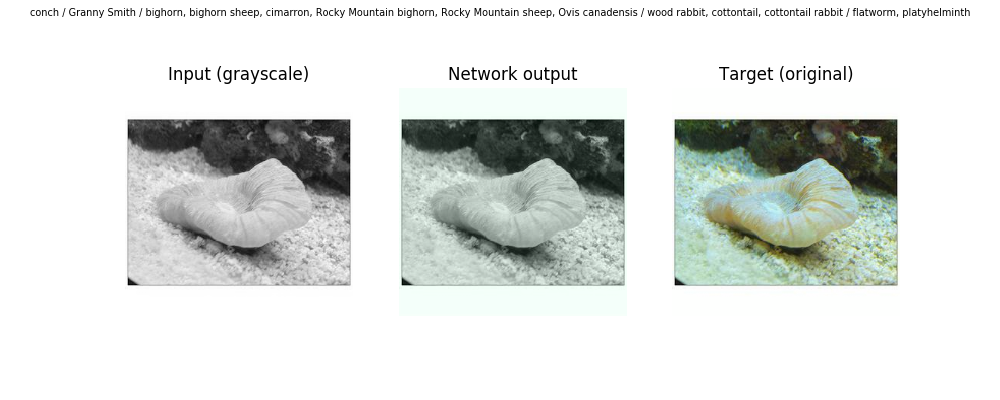 conch / Granny Smith / bighorn, bighorn sheep, cimarron, Rocky Mountain bighorn, Rocky Mountain sheep, Ovis canadensis / wood rabbit, cottontail, cottontail rabbit / flatworm, platyhelminth
Input (grayscale)
Network output
Target (original)